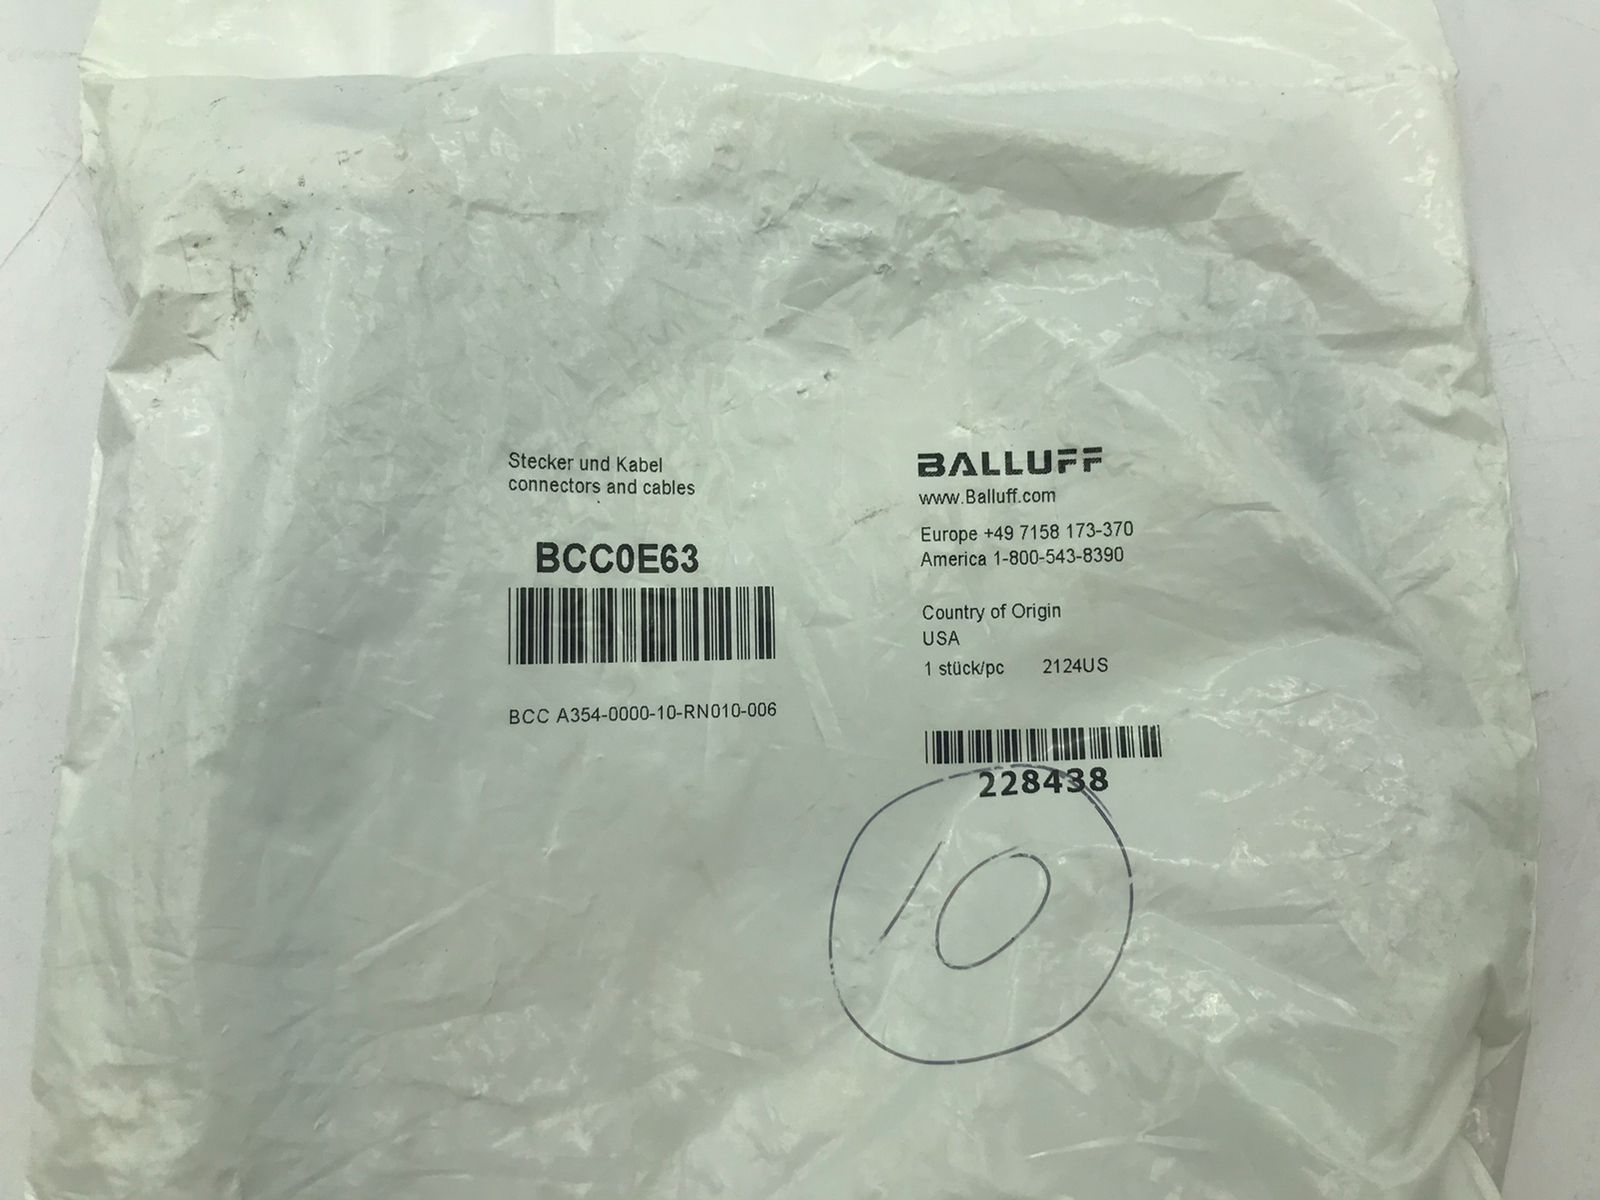 Stecker und Kabel
connectors and cables
BCC0E63
BCC A354-0000-10-RN010-006
BALLUFF
www.Balluff.com
Europe +49 7158 173-370
America 1-800-543-8390
Country of Origin
USA
1 stück/pc 2124US
228438
10